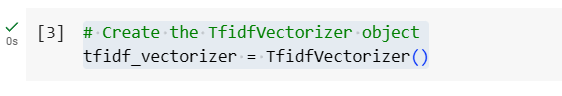 [3] # Create the TfidfVectorizer object
0s tfidf_vectorizer = TfidfVectorizer()